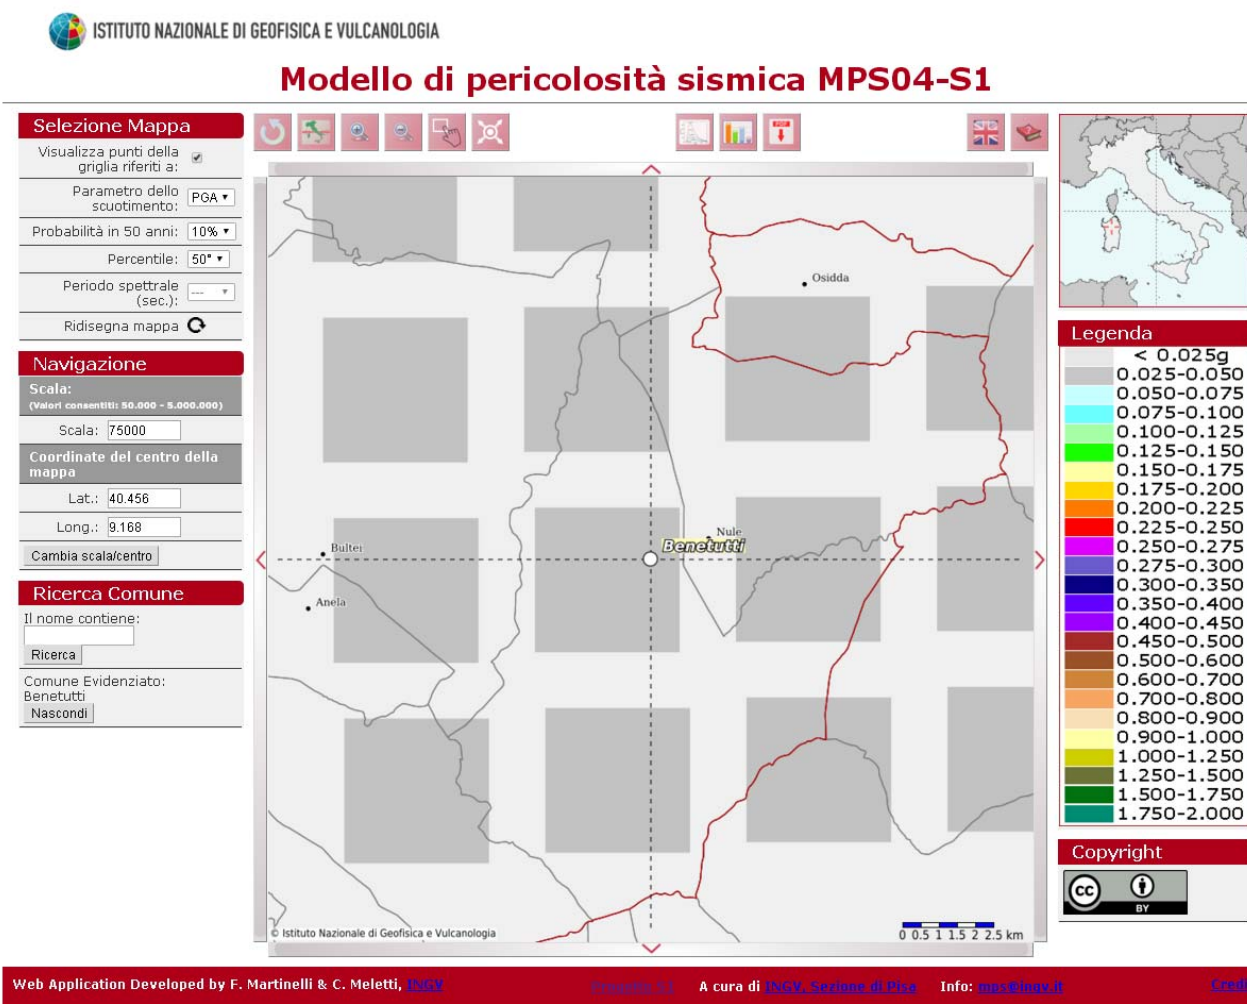 ISTITUTO NAZIONALE DI GEOFISICA E VULCANOLOGIA
Modello di pericolosità sismica MPS04-S1
Selezione Mappa
Visualizza punti della
griglia riferiti a:
Parametro dello
scuotimento: PGA
Probabilità in 50 anni: 10%
Percentile: 50°
Periodo spettrale
(sec.): ---
Ridisegna mappa
Navigazione
Scala:
(Valori consentiti: 50.000 - 5.000.000)
Scala: 75000
Coordinate del centro della
mappa
Lat.: 40.456
Long.: 9.168
Cambia scala/centro
Ricerca Comune
Il nome contiene:
Ricerca
Comune Evidenziato:
Benetutti
Nascondi
PDF
Osidda
Nule
Benetutti
Bultei
Anela
© Istituto Nazionale di Geofisica e Vulcanologia
0 0.5 1 1.5 2 2.5 km
Legenda
< 0.025g
0.025-0.050
0.050-0.075
0.075-0.100
0.100-0.125
0.125-0.150
0.150-0.175
0.175-0.200
0.200-0.225
0.225-0.250
0.250-0.275
0.275-0.300
0.300-0.350
0.350-0.400
0.400-0.450
0.450-0.500
0.500-0.600
0.600-0.700
0.700-0.800
0.800-0.900
0.900-1.000
1.000-1.250
1.250-1.500
1.500-1.750
1.750-2.000
Copyright
cc
BY
Web Application Developed by F. Martinelli & C. Meletti, INGV Progetto S1 A cura di INGV, Sezione di Pisa Info: mps@ingv.it Credi